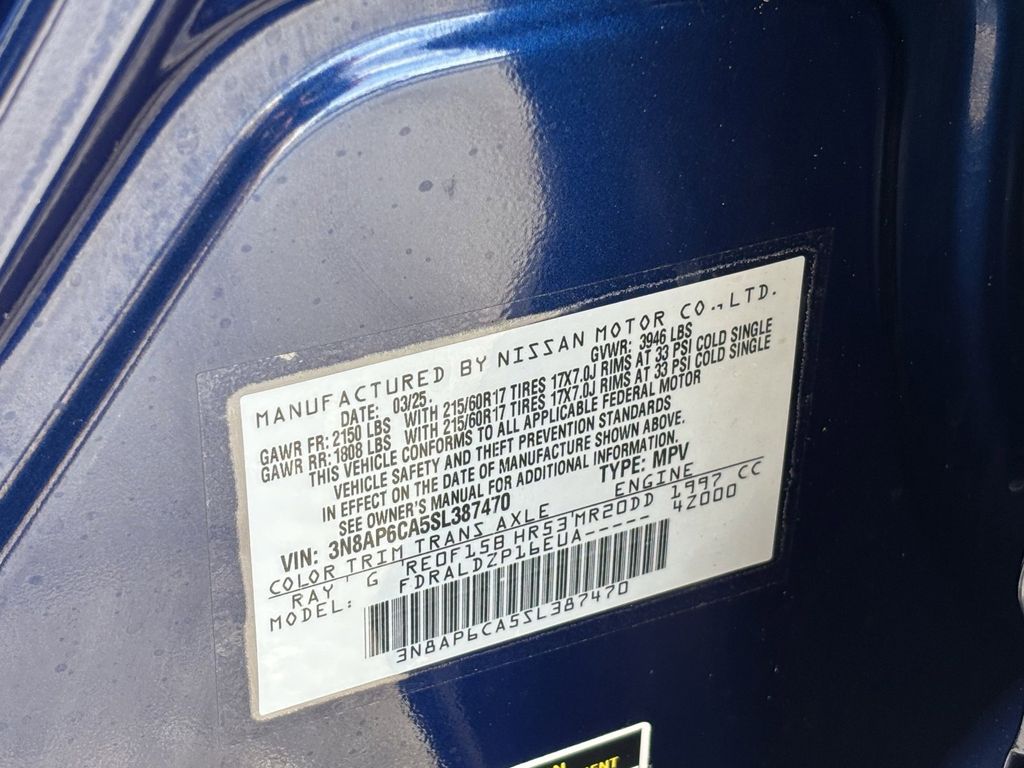 MANUFACTURED BY NISSAN MOTOR CO., LTD.
DATE: 03/25. GVWR: 3946 LBS
GAWR FR: 2150 LBS WITH 215/60R17 TIRES 17X7.0J RIMS AT 33 PSI COLD SINGLE
GAWR RR: 1808 LBS WITH 215/60R17 TIRES 17X7.0J RIMS AT 33 PSI COLD SINGLE
THIS VEHICLE CONFORMS TO ALL APPLICABLE FEDERAL MOTOR
VEHICLE SAFETY AND THEFT PREVENTION STANDARDS
IN EFFECT ON THE DATE OF MANUFACTURE SHOWN ABOVE.
SEE OWNER'S MANUAL FOR ADDITIONAL INFORMATION.
VIN: 3N8AP6CA5SL387470 TYPE: MPV
COLOR TRIM TRANS AXLE ENGINE
RAY ' G 'RE0F15B HR53'MR20DD 1997 CC
MODEL: FDRALDZP16EUA----- 42000
3N8AP6CA5SL387470